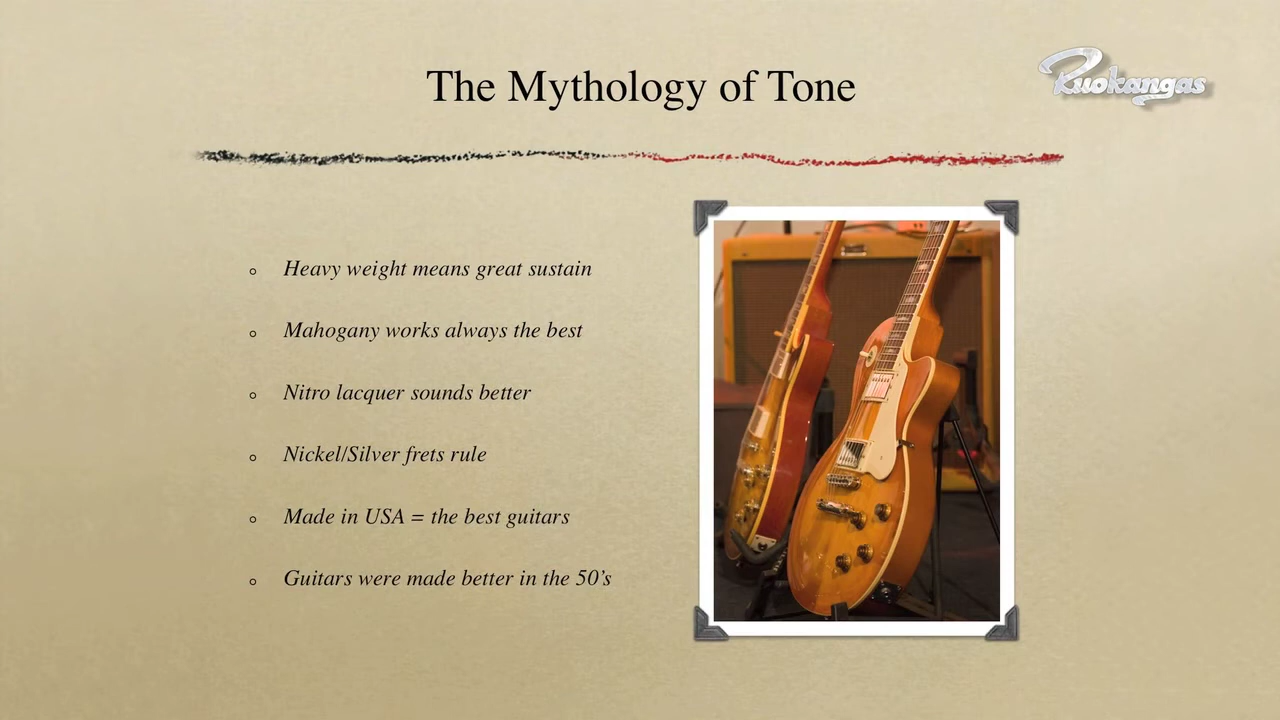 The Mythology of Tone
Ruokangas
Heavy weight means great sustain
Mahogany works always the best
Nitro lacquer sounds better
Nickel/Silver frets rule
Made in USA = the best guitars
Guitars were made better in the 50’s